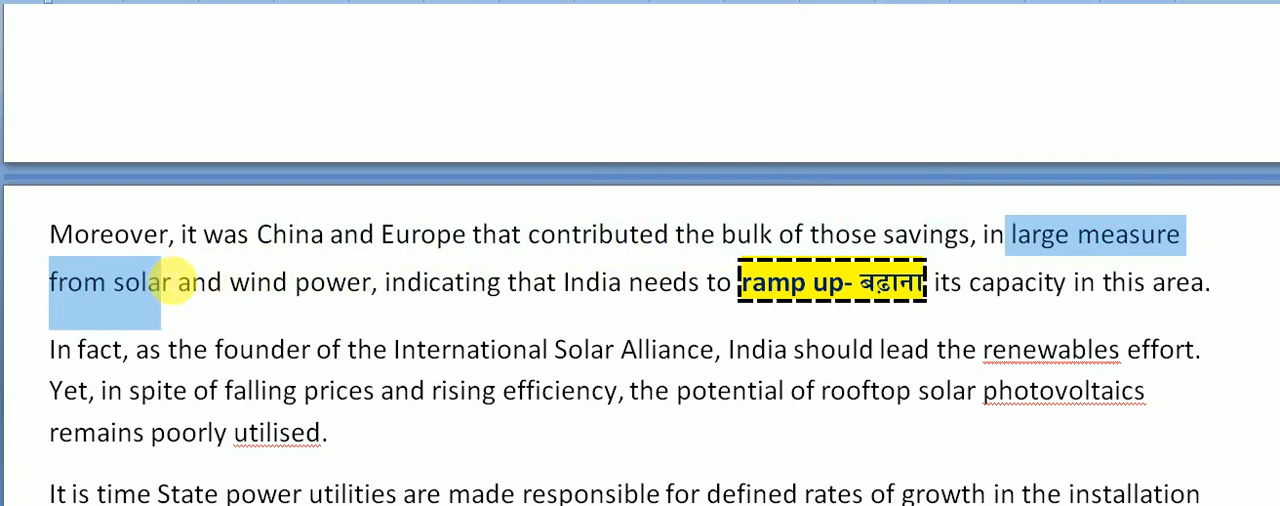 Moreover, it was China and Europe that contributed the bulk of those savings, in large measure
from solar and wind power, indicating that India needs to ramp up- बढ़ाना its capacity in this area.
In fact, as the founder of the International Solar Alliance, India should lead the renewables effort.
Yet, in spite of falling prices and rising efficiency, the potential of rooftop solar photovoltaics
remains poorly utilised.
It is time State power utilities are made responsible for defined rates of growth in the installation